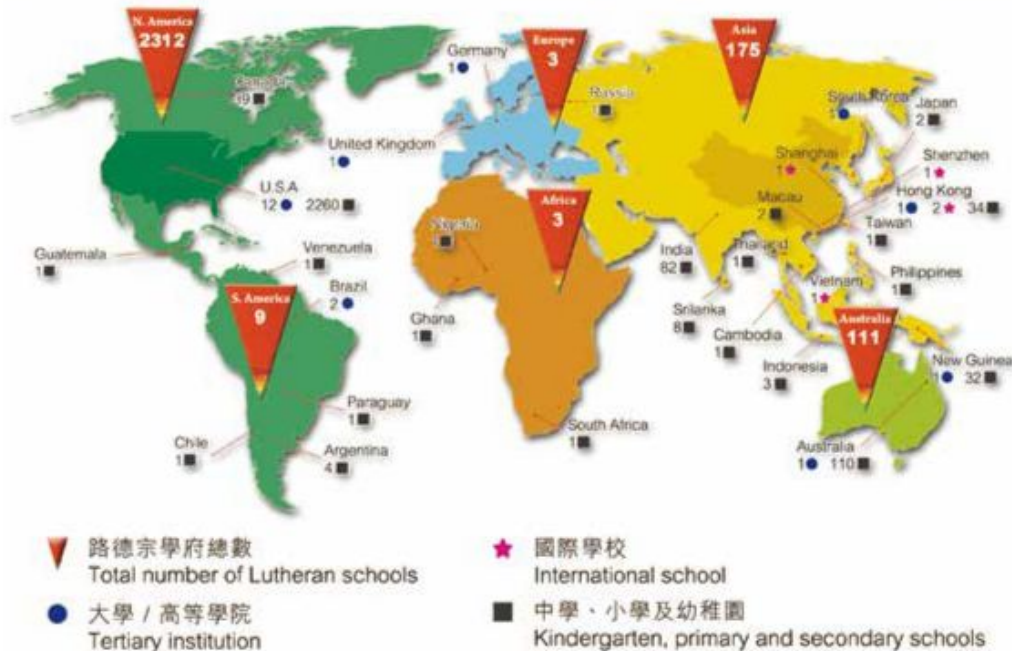 N. America
2312
Europe
3
Asia
175
Germany
1
Canada
19
Russia
1
South Korea
1
Japan
2
United Kingdom
1
Shanghai
1
Shenzhen
1
U.S.A
12 2260
Africa
3
Macau
2
Hong Kong
1 2 34
Nigeria
1
Taiwan
1
Guatemala
1
Venezuela
1
India
82
Thailand
1
Philippines
1
S. America
9
Brazil
2
Vietnam
1
Ghana
1
Srilanka
8
Cambodia
1
Australia
111
Indonesia
3
New Guinea
1 32
Paraguay
1
South Africa
1
Chile
1
Argentina
4
Australia
1 110
路德宗學府總數
Total number of Lutheran schools
國際學校
International school
大學 / 高等學院
Tertiary institution
中學、小學及幼稚園
Kindergarten, primary and secondary schools